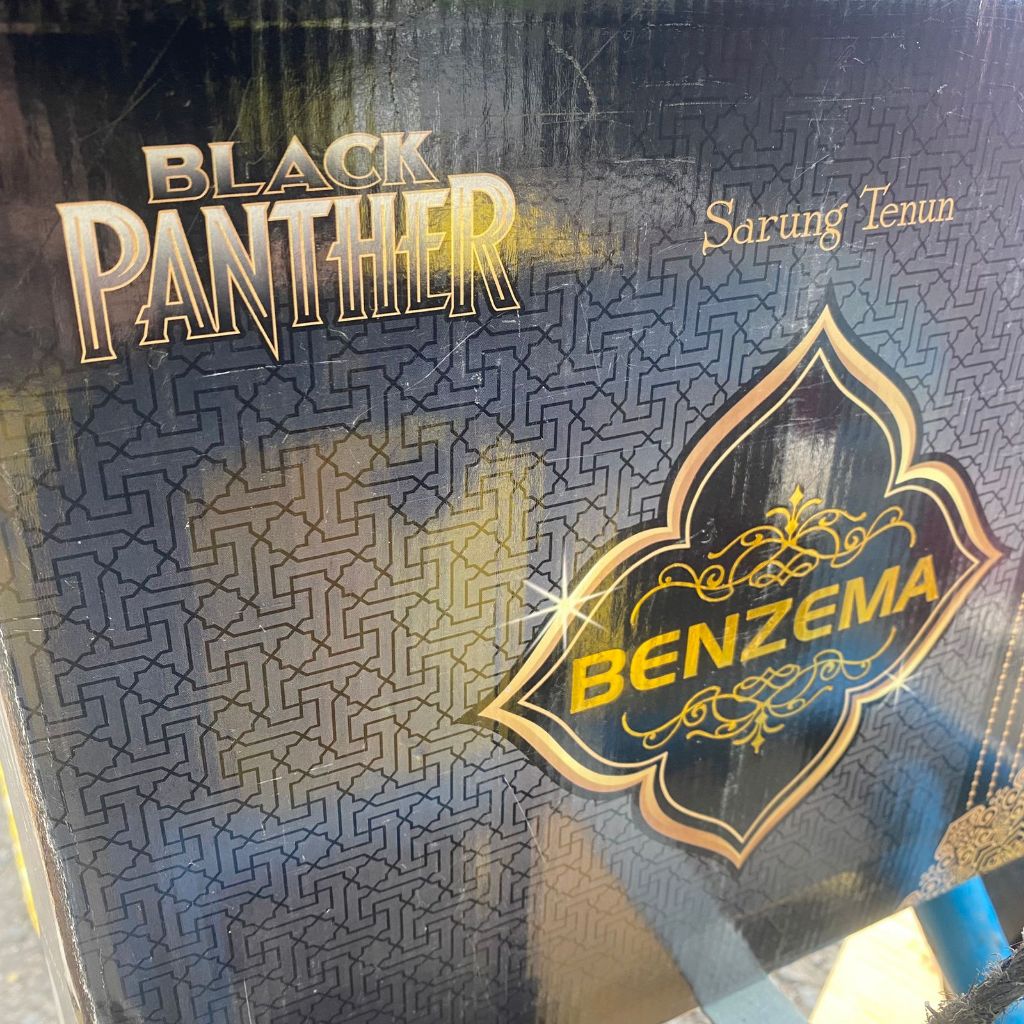 BLACK
PANTHER
Sarung Tenun
BENZEMA